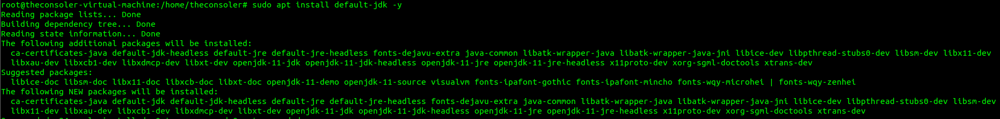 root@theconsoler-virtual-machine:/home/theconsoler# sudo apt install default-jdk -y
Reading package lists... Done
Building dependency tree... Done
Reading state information... Done
The following additional packages will be installed:
  ca-certificates-java default-jdk-headless default-jre default-jre-headless fonts-dejavu-extra java-common libatk-wrapper-java libatk-wrapper-java-jni libice-dev libpthread-stubs0-dev libsm-dev libx11-dev
  libxau-dev libxcb1-dev libxdmcp-dev libxt-dev openjdk-11-jdk openjdk-11-jdk-headless openjdk-11-jre openjdk-11-jre-headless x11proto-dev xorg-sgml-doctools xtrans-dev
Suggested packages:
  libice-doc libsm-doc libx11-doc libxcb-doc libxt-doc openjdk-11-demo openjdk-11-source visualvm fonts-ipafont-gothic fonts-ipafont-mincho fonts-wqy-microhei | fonts-wqy-zenhei
The following NEW packages will be installed:
  ca-certificates-java default-jdk default-jdk-headless default-jre default-jre-headless fonts-dejavu-extra java-common libatk-wrapper-java libatk-wrapper-java-jni libice-dev libpthread-stubs0-dev libsm-dev
  libx11-dev libxau-dev libxcb1-dev libxdmcp-dev libxt-dev openjdk-11-jdk openjdk-11-jdk-headless openjdk-11-jre openjdk-11-jre-headless x11proto-dev xorg-sgml-doctools xtrans-dev